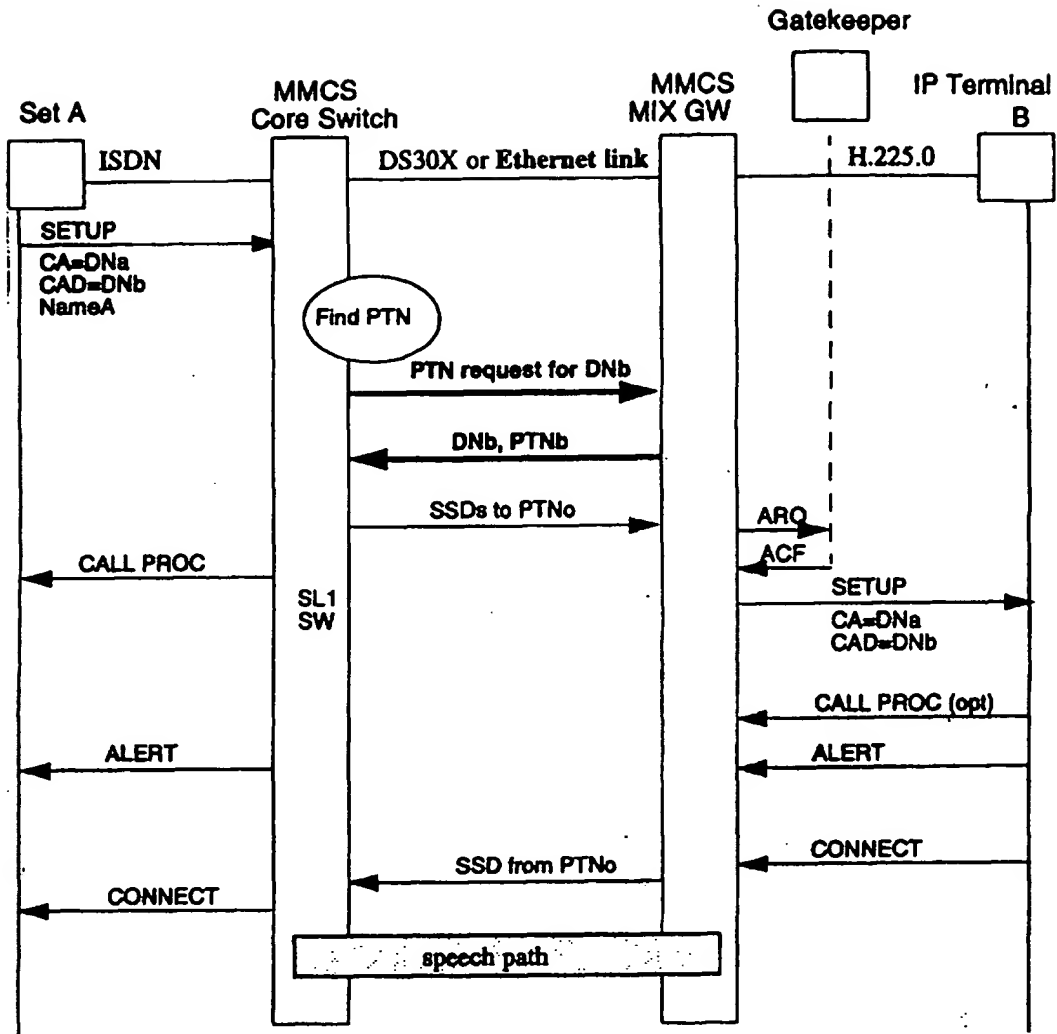 Gatekeeper
Set A
MMCS
Core Switch
MMCS
MIX GW
IP Terminal
B
ISDN
DS30X or Ethernet link
H.225.0
SETUP
CA=DNa
CAD=DNb
NameA
Find PTN
PTN request for DNb
DNb, PTNb
SSDs to PTNo
ARQ
ACF
CALL PROC
SL1
SW
SETUP
CA=DNa
CAD=DNb
CALL PROC (opt)
ALERT
ALERT
CONNECT
SSD from PTNo
CONNECT
speech path